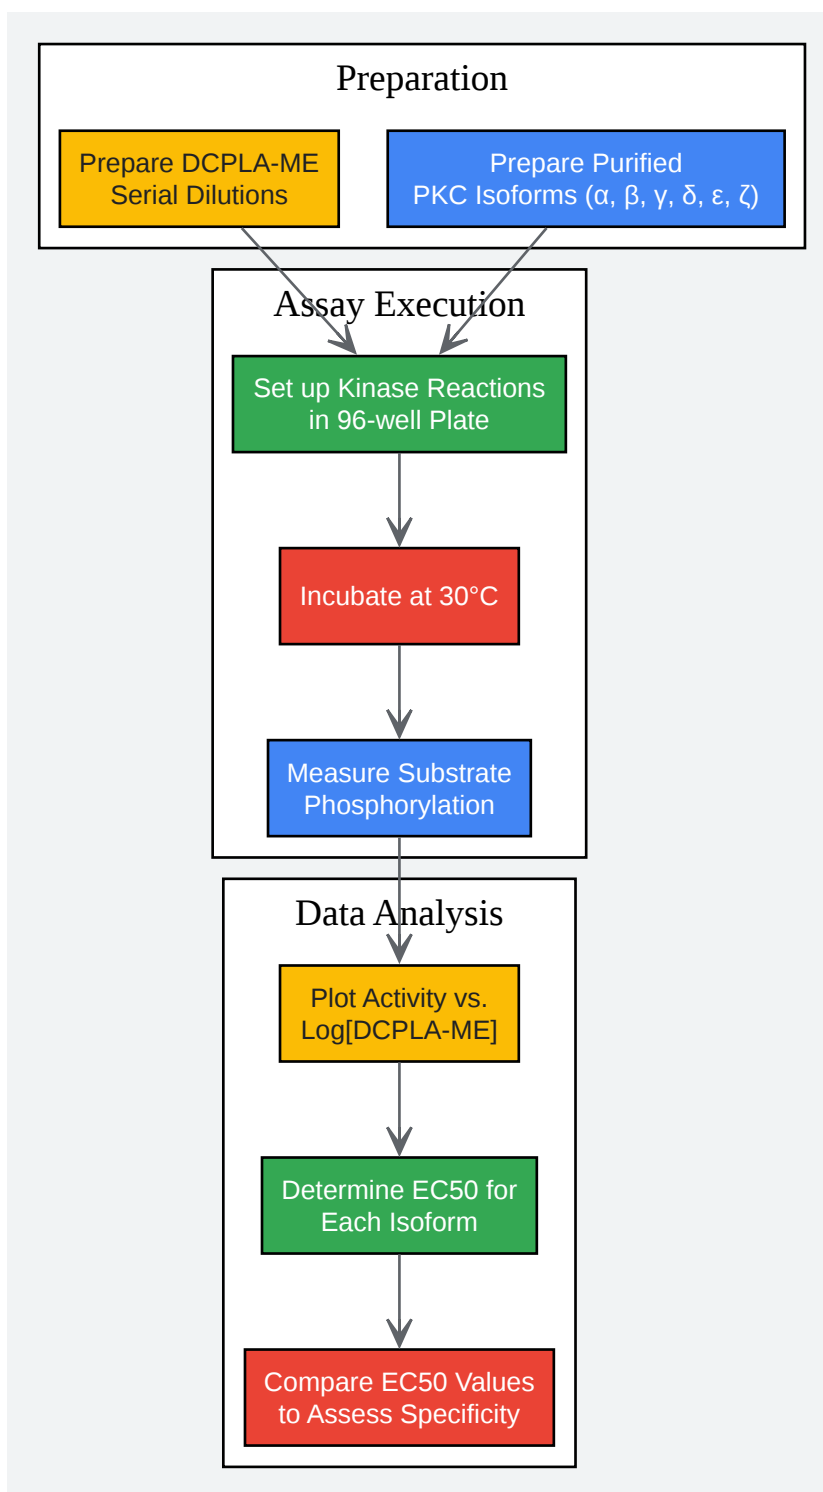 Preparation
Prepare DCPLA-ME
Serial Dilutions
Prepare Purified
PKC Isoforms (α, β, γ, δ, ε, ζ)
Assay Execution
Set up Kinase Reactions
in 96-well Plate
Incubate at 30°C
Measure Substrate
Phosphorylation
Data Analysis
Plot Activity vs.
Log[DCPLA-ME]
Determine EC50 for
Each Isoform
Compare EC50 Values
to Assess Specificity